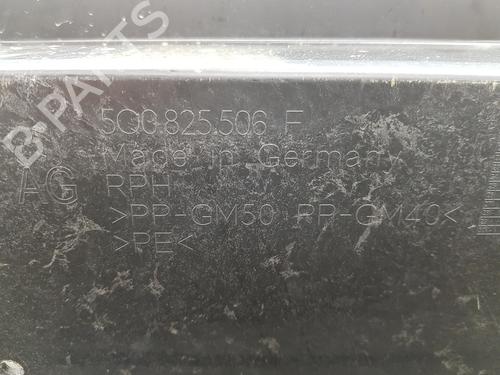 B-PARTS
5Q0.825.506 F
Made in Germany
AG RPH
>PP-GM50 PP-GM40<
>PE<